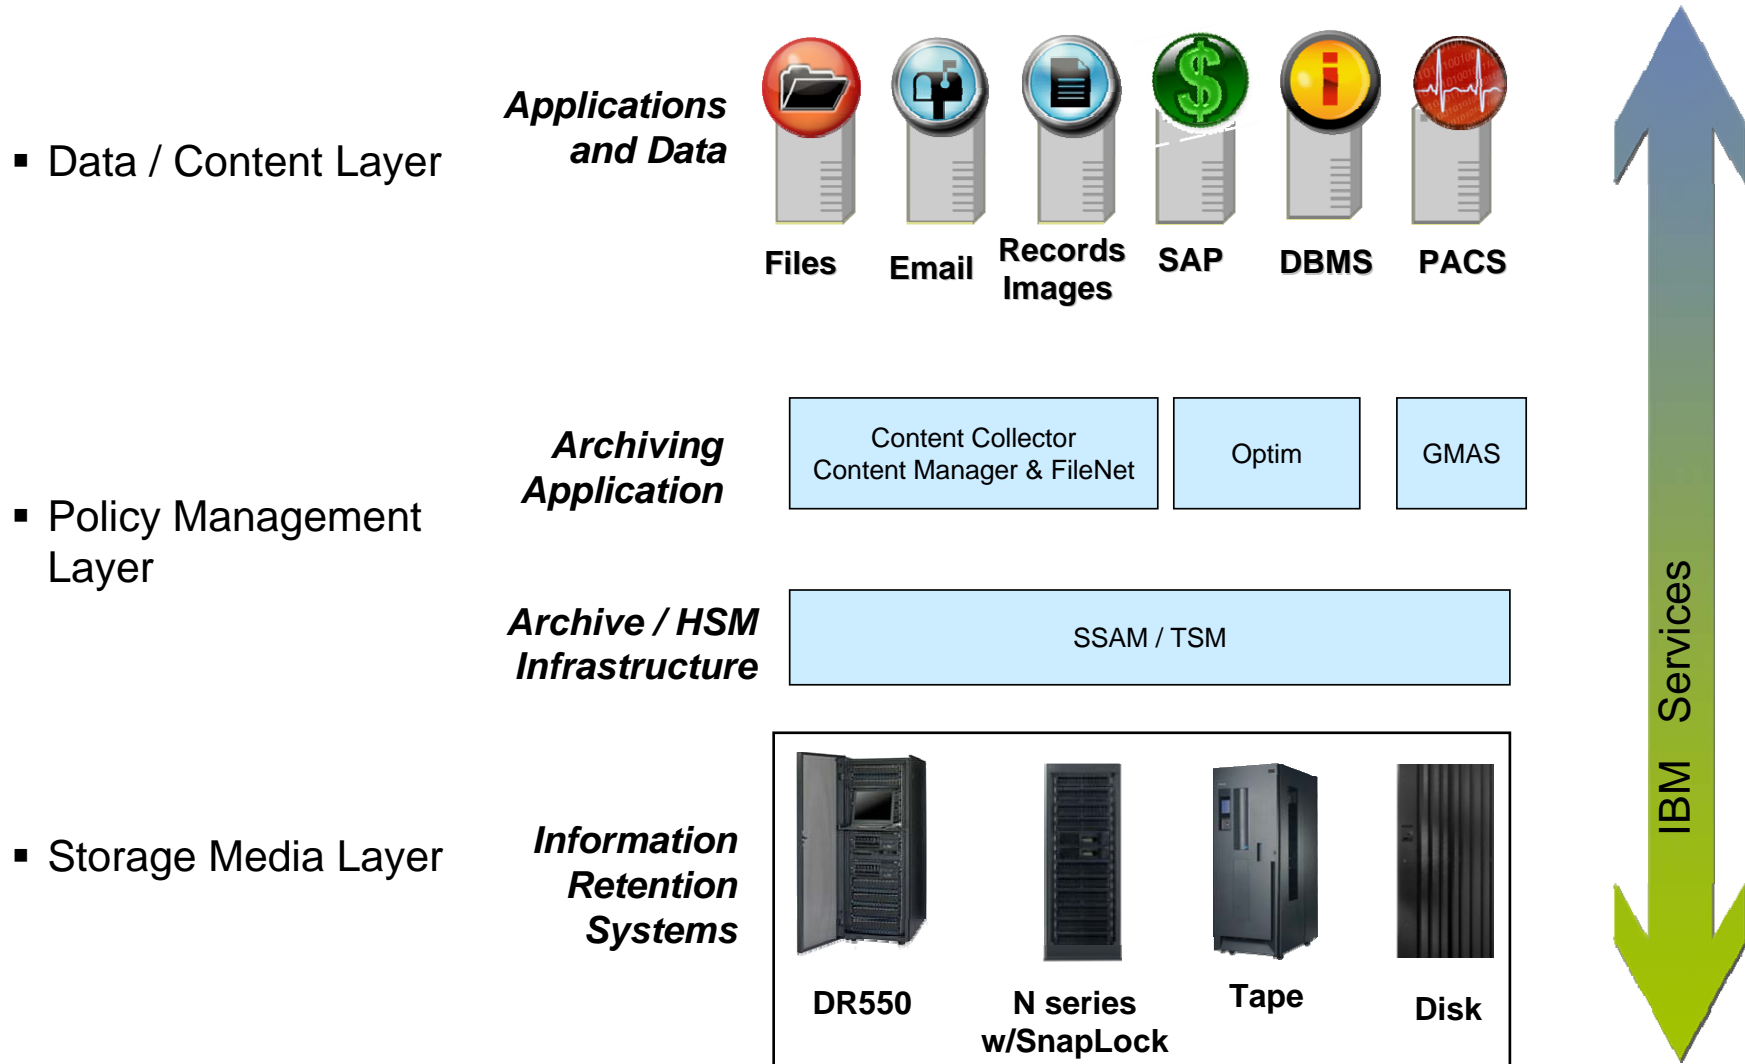 ▪ Data / Content Layer
Applications
and Data
Files
Email
Records
Images
SAP
DBMS
PACS
▪ Policy Management
Layer
Archiving
Application
Content Collector
Content Manager & FileNet
Optim
GMAS
Archive / HSM
Infrastructure
SSAM / TSM
▪ Storage Media Layer
Information
Retention
Systems
DR550
N series
w/SnapLock
Tape
Disk
IBM Services